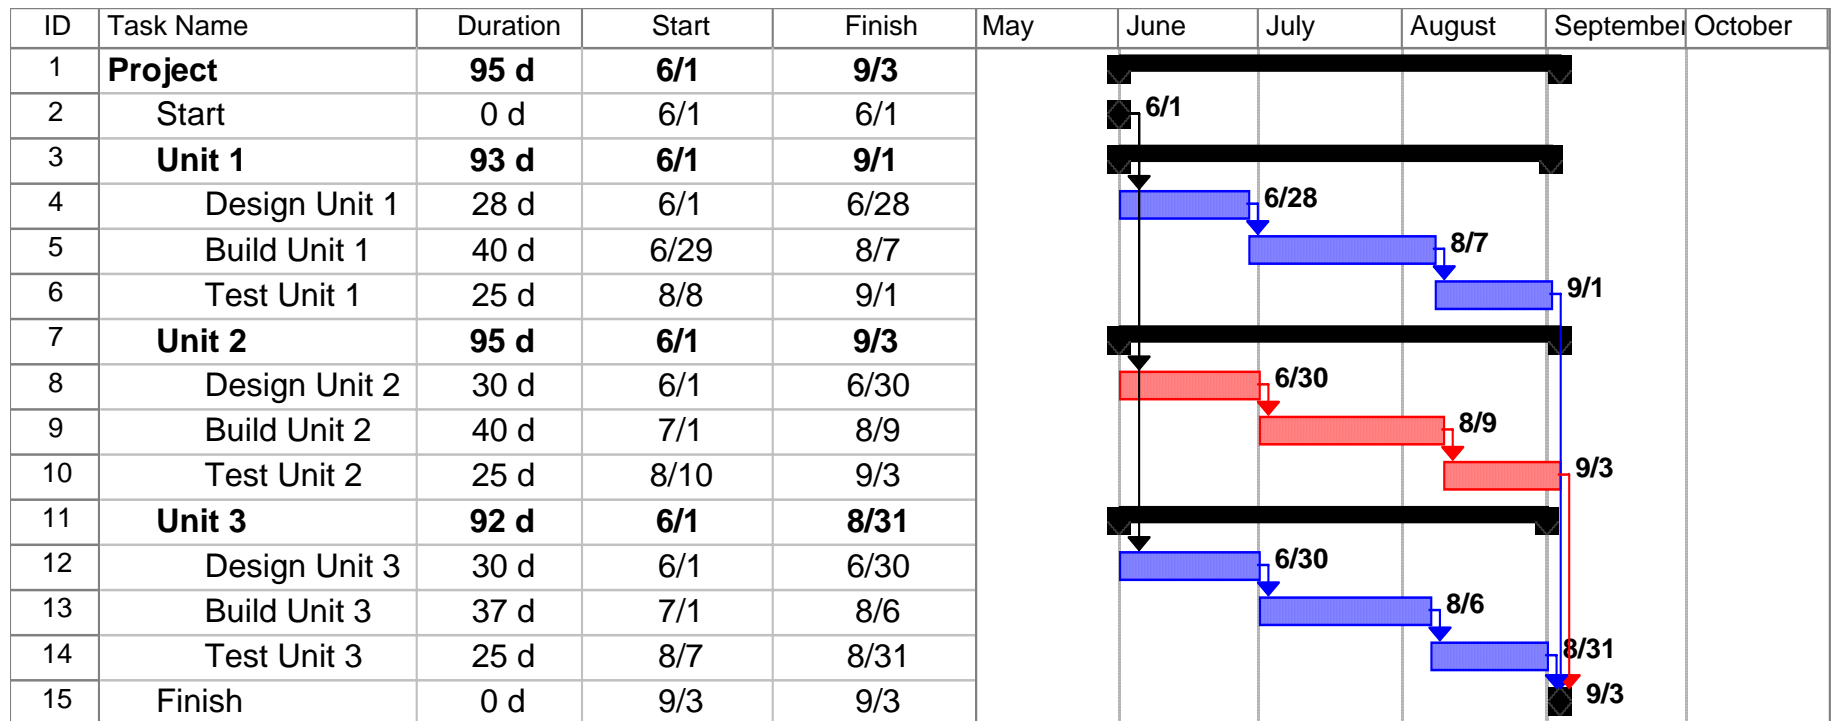 ID Task Name Duration Start Finish May June July August September October
1 Project 95 d 6/1 9/3
2 Start 0 d 6/1 6/1 6/1
3 Unit 1 93 d 6/1 9/1
4 Design Unit 1 28 d 6/1 6/28 6/28
5 Build Unit 1 40 d 6/29 8/7 8/7
6 Test Unit 1 25 d 8/8 9/1 9/1
7 Unit 2 95 d 6/1 9/3
8 Design Unit 2 30 d 6/1 6/30 6/30
9 Build Unit 2 40 d 7/1 8/9 8/9
10 Test Unit 2 25 d 8/10 9/3 9/3
11 Unit 3 92 d 6/1 8/31
12 Design Unit 3 30 d 6/1 6/30 6/30
13 Build Unit 3 37 d 7/1 8/6 8/6
14 Test Unit 3 25 d 8/7 8/31 8/31
15 Finish 0 d 9/3 9/3 9/3